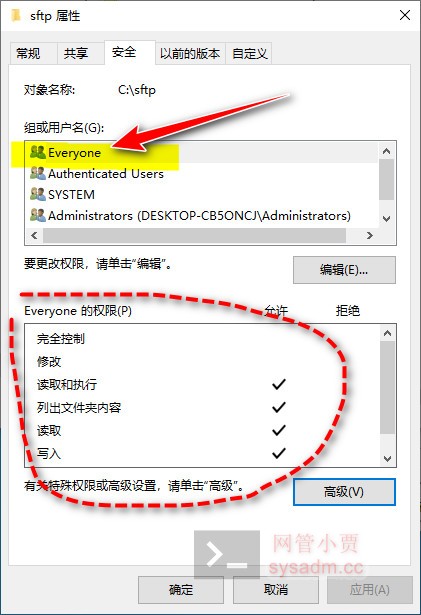 sftp 属性
常规 共享 安全 以前的版本 自定义
对象名称: C:\sftp
组或用户名(G):
Everyone
Authenticated Users
SYSTEM
Administrators (DESKTOP-CB5ONCJ\Administrators)
要更改权限，请单击“编辑”。
编辑(E)...
Everyone 的权限(P) 允许 拒绝
完全控制
修改
读取和执行
列出文件夹内容
读取
写入
有关特殊权限或高级设置，请单击“高级”。
高级(V)
网管小贾
sysadm.cc
确定 取消 应用(A)